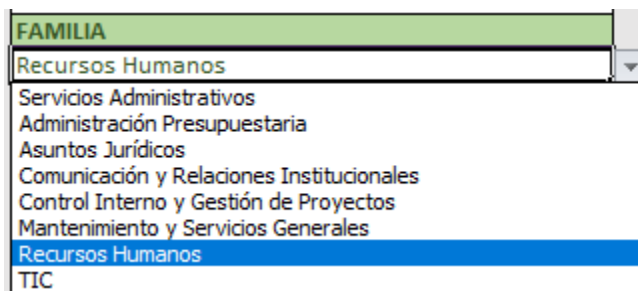 FAMILIA
Recursos Humanos
Servicios Administrativos
Administración Presupuestaria
Asuntos Jurídicos
Comunicación y Relaciones Institucionales
Control Interno y Gestión de Proyectos
Mantenimiento y Servicios Generales
Recursos Humanos
TIC